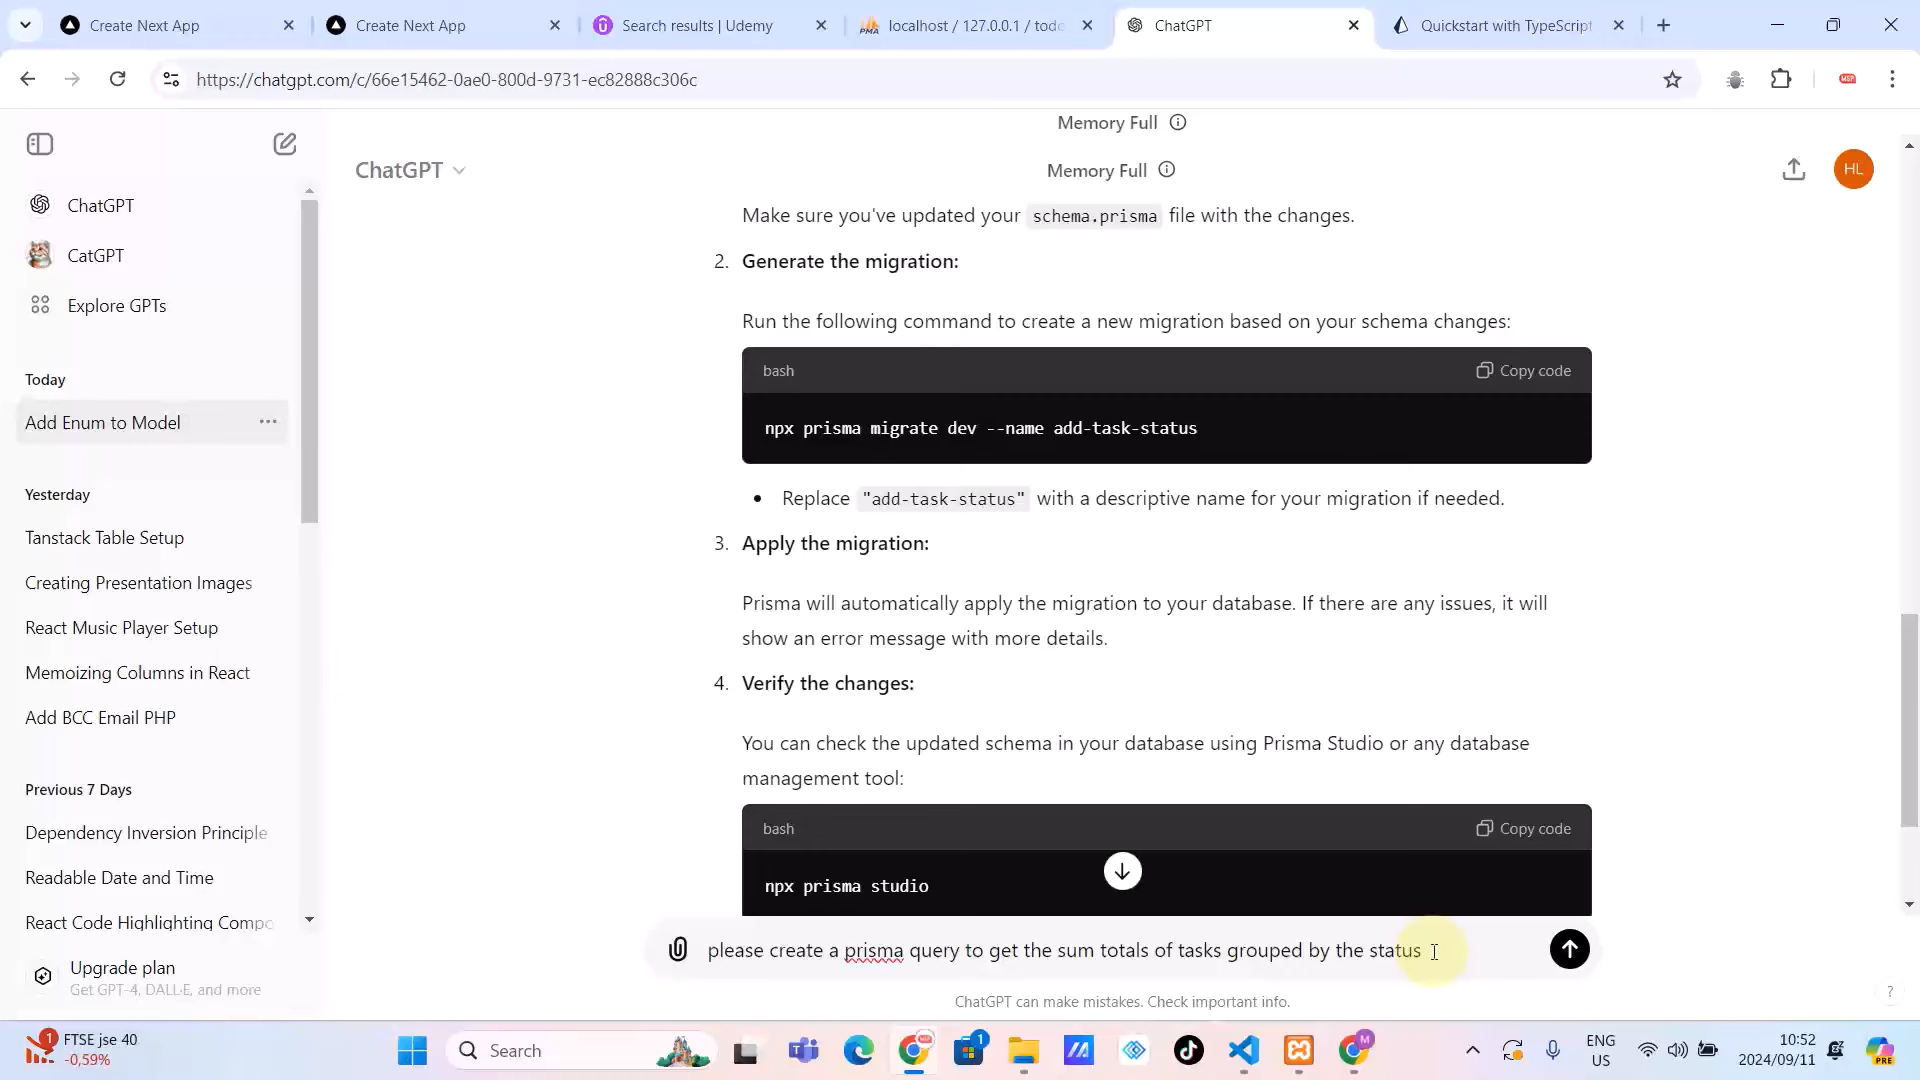 Create Next App
Create Next App
Search results | Udemy
localhost / 127.0.0.1 / todo
ChatGPT
Quickstart with TypeScript
https://chatgpt.com/c/66e15462-0ae0-800d-9731-ec82888c306c
MSP
Memory Full
ChatGPT
Memory Full
HL
ChatGPT
CatGPT
Explore GPTs
Today
Add Enum to Model
Yesterday
Tanstack Table Setup
Creating Presentation Images
React Music Player Setup
Memoizing Columns in React
Add BCC Email PHP
Previous 7 Days
Dependency Inversion Principle
Readable Date and Time
React Code Highlighting Compo
Upgrade plan
Get GPT-4, DALL·E, and more
Make sure you've updated your schema.prisma file with the changes.
2. Generate the migration:
Run the following command to create a new migration based on your schema changes:
bash
Copy code
npx prisma migrate dev --name add-task-status
• Replace "add-task-status" with a descriptive name for your migration if needed.
3. Apply the migration:
Prisma will automatically apply the migration to your database. If there are any issues, it will
show an error message with more details.
4. Verify the changes:
You can check the updated schema in your database using Prisma Studio or any database
management tool:
bash
Copy code
npx prisma studio
please create a prisma query to get the sum totals of tasks grouped by the status
ChatGPT can make mistakes. Check important info.
?
1
FTSE jse 40
-0,59%
Search
1
M
ENG
US
10:52
2024/09/11
PRE